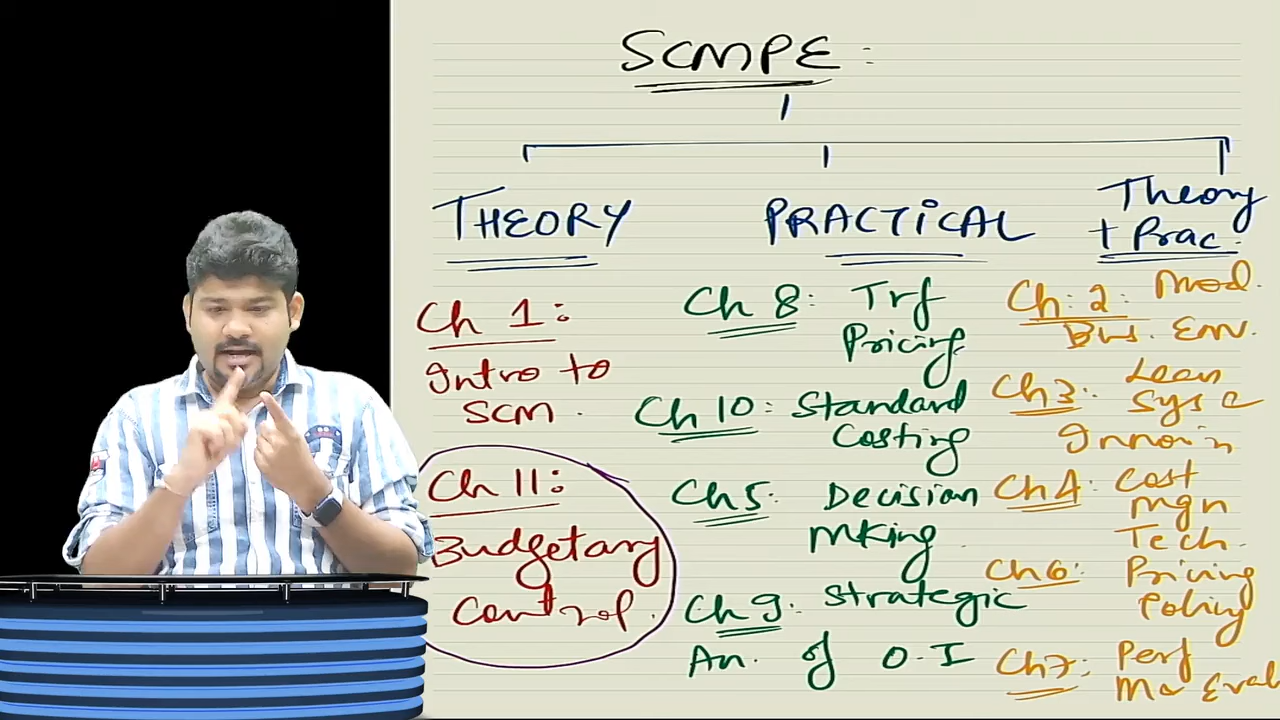 SCMPE:
THEORY
Ch 1:
Intro to
SCM.
Ch 11:
Budgetary
Control.
PRACTICAL
Ch 8: Trf
Pricing
Ch 10: Standard
Costing
Ch 5: Decision
Mking
Ch 9: Strategic
An. of O.I
Theory
+ Prac.
Ch: 2: Mod.
Bus. Env.
Ch 3: Lean
Sys &
Innov'n
Ch 4: Cost
Mgn
Tech.
Ch 6: Pricing
Policy
Ch 7: Perf
Ma Eval